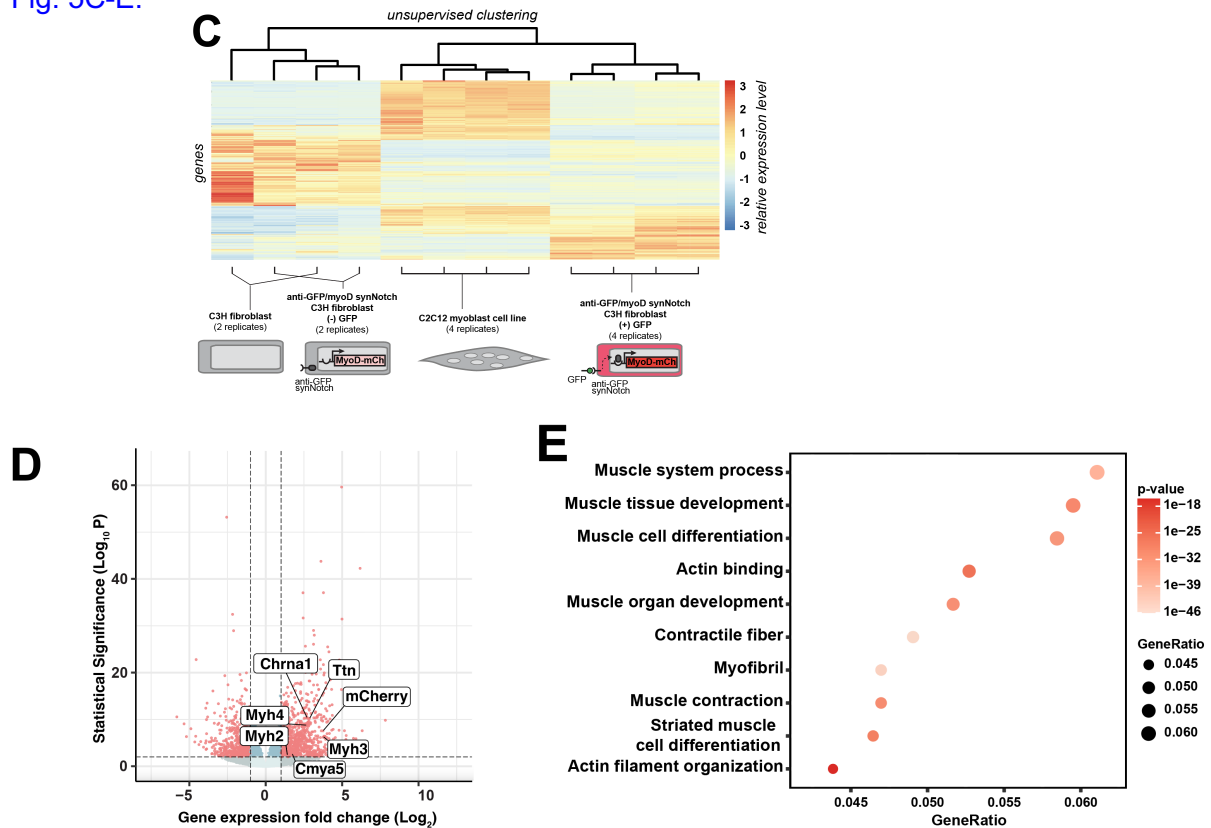 Fig. 5C-E.
C
unsupervised clustering
genes
3
2
1
0
-1
-2
-3
relative expression level
C3H fibroblast
(2 replicates)
anti-GFP/myoD synNotch
C3H fibroblast
(-) GFP
(2 replicates)
MyoD-mCh
anti-GFP
synNotch
C2C12 myoblast cell line
(4 replicates)
anti-GFP/myoD synNotch
C3H fibroblast
(+) GFP
(4 replicates)
MyoD-mCh
GFP
anti-GFP
synNotch
D
Statistical Significance (Log10 P)
60
40
20
0
Chrna1
Ttn
mCherry
Myh4
Myh2
Myh3
Cmya5
−5
0
5
10
Gene expression fold change (Log2)
E
Muscle system process
Muscle tissue development
Muscle cell differentiation
Actin binding
Muscle organ development
Contractile fiber
Myofibril
Muscle contraction
Striated muscle
cell differentiation
Actin filament organization
0.045
0.050
0.055
0.060
GeneRatio
p-value
1e−18
1e−25
1e−32
1e−39
1e−46
GeneRatio
0.045
0.050
0.055
0.060